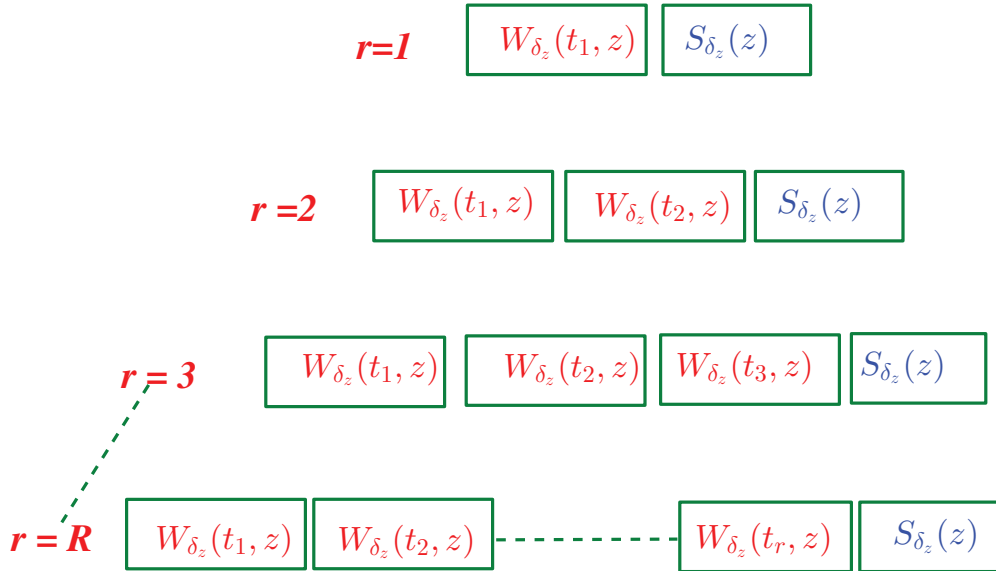 r=1 W_{δ_z}(t_1, z) S_{δ_z}(z)
r =2 W_{δ_z}(t_1, z) W_{δ_z}(t_2, z) S_{δ_z}(z)
r = 3 W_{δ_z}(t_1, z) W_{δ_z}(t_2, z) W_{δ_z}(t_3, z) S_{δ_z}(z)
r = R W_{δ_z}(t_1, z) W_{δ_z}(t_2, z) W_{δ_z}(t_r, z) S_{δ_z}(z)